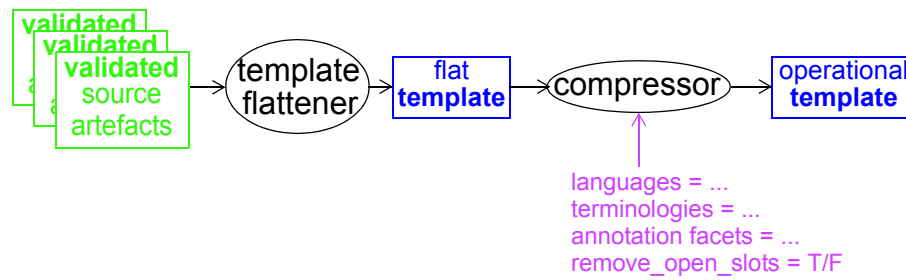 validated
validated
validated
source
artefacts
template
flattener
flat
template
compressor
operational
template
languages = ...
terminologies = ...
annotation facets = ...
remove_open_slots = T/F